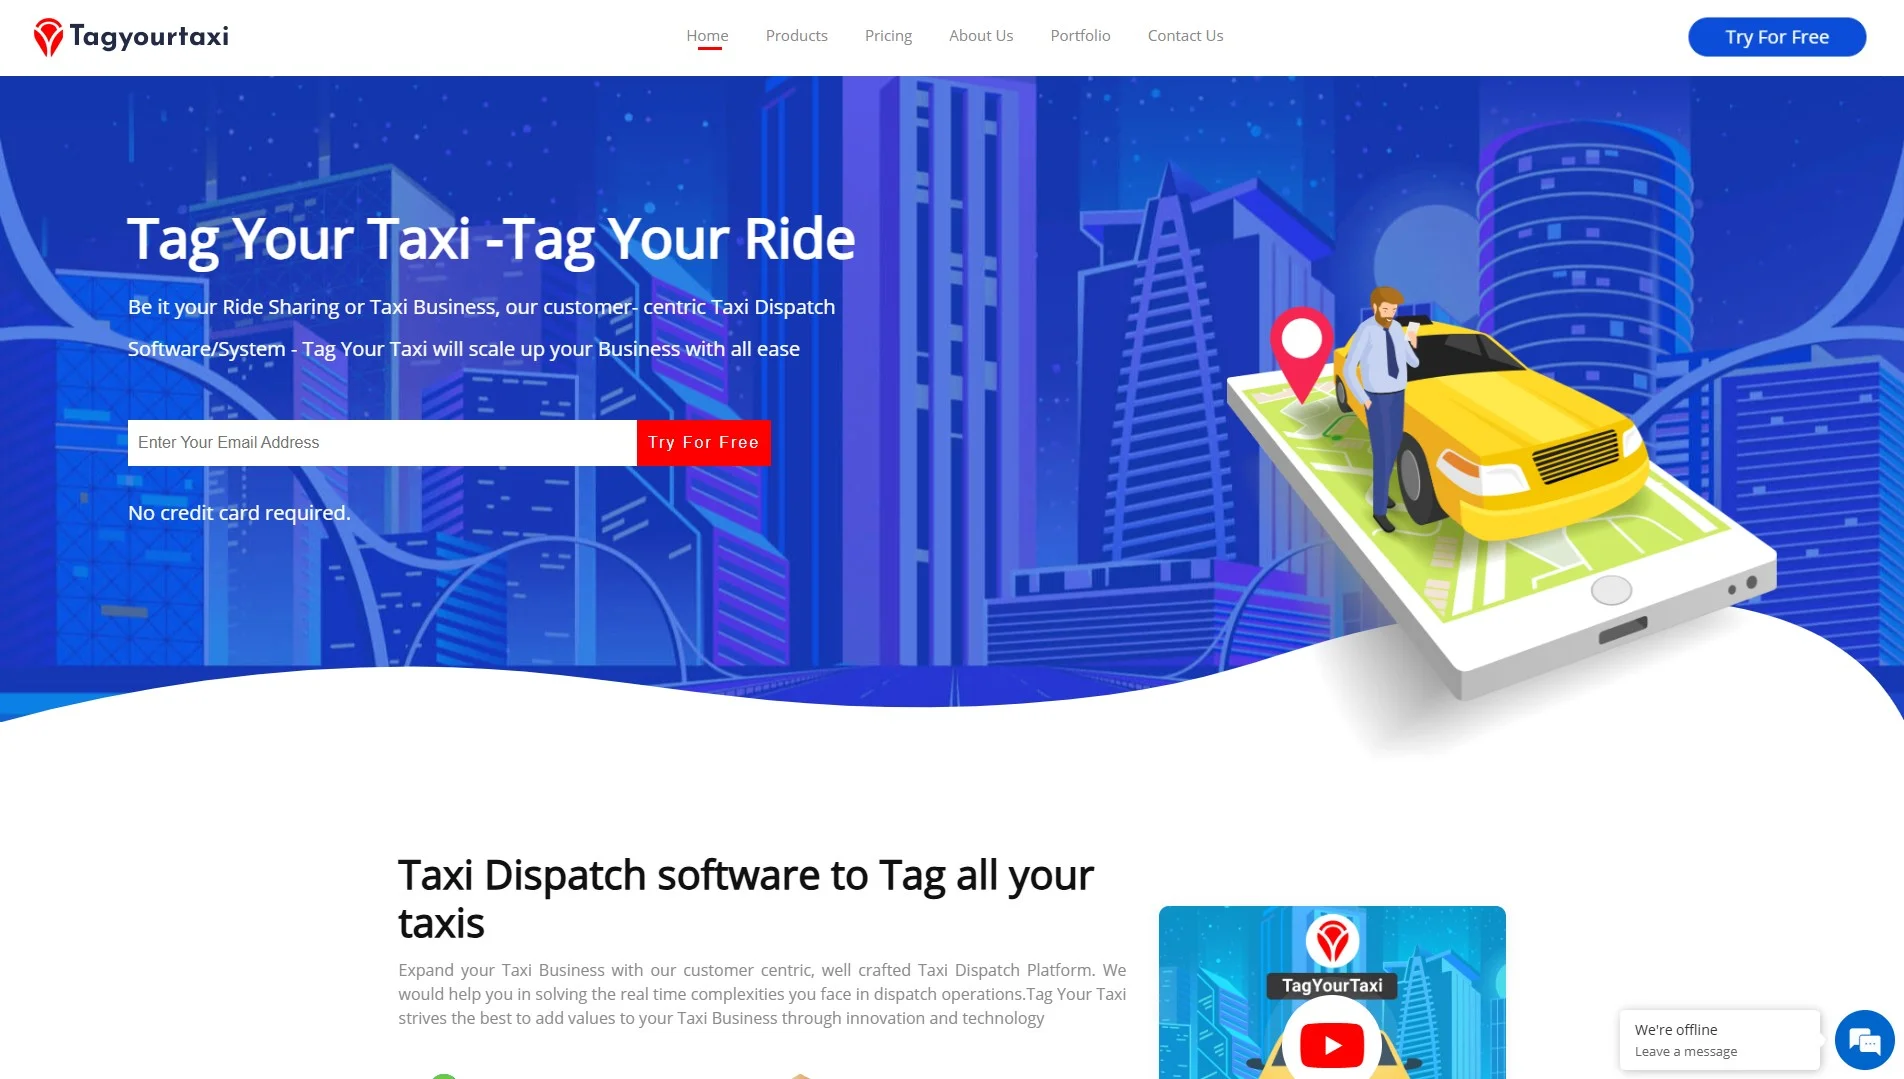 Tagyourtaxi
Home
Products
Pricing
About Us
Portfolio
Contact Us
Try For Free
Tag Your Taxi -Tag Your Ride
Be it your Ride Sharing or Taxi Business, our customer- centric Taxi Dispatch
Software/System - Tag Your Taxi will scale up your Business with all ease
Enter Your Email Address
Try For Free
No credit card required.
Taxi Dispatch software to Tag all your
taxis
Expand your Taxi Business with our customer centric, well crafted Taxi Dispatch Platform. We
would help you in solving the real time complexities you face in dispatch operations.Tag Your Taxi
strives the best to add values to your Taxi Business through innovation and technology
TagYourTaxi
We're offline
Leave a message